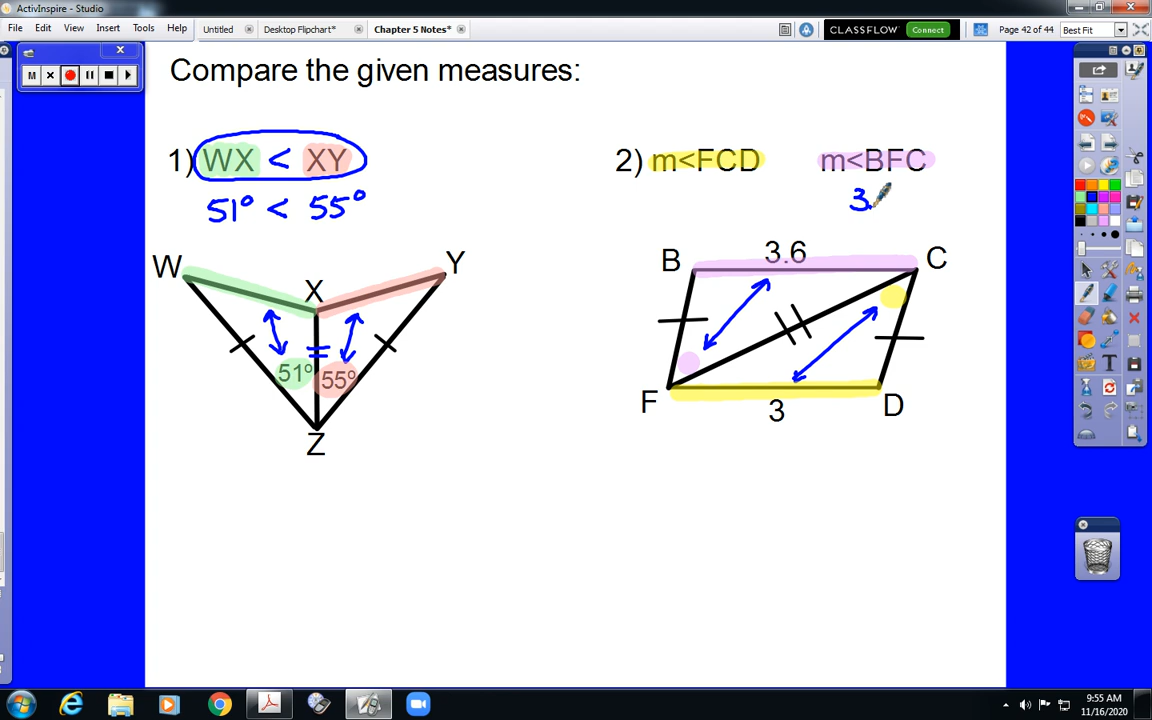 ActivInspire - Studio
File Edit View Insert Tools Help Untitled Desktop Flipchart* Chapter 5 Notes* CLASSFLOW Connect Page 42 of 44 Best Fit
M
Compare the given measures:
1) WX < XY
51° < 55°
2) m<FCD m<BFC
3.
W
X
Y
51° 55°
Z
B 3.6 C
F 3 D
T
9:55 AM
11/16/2020